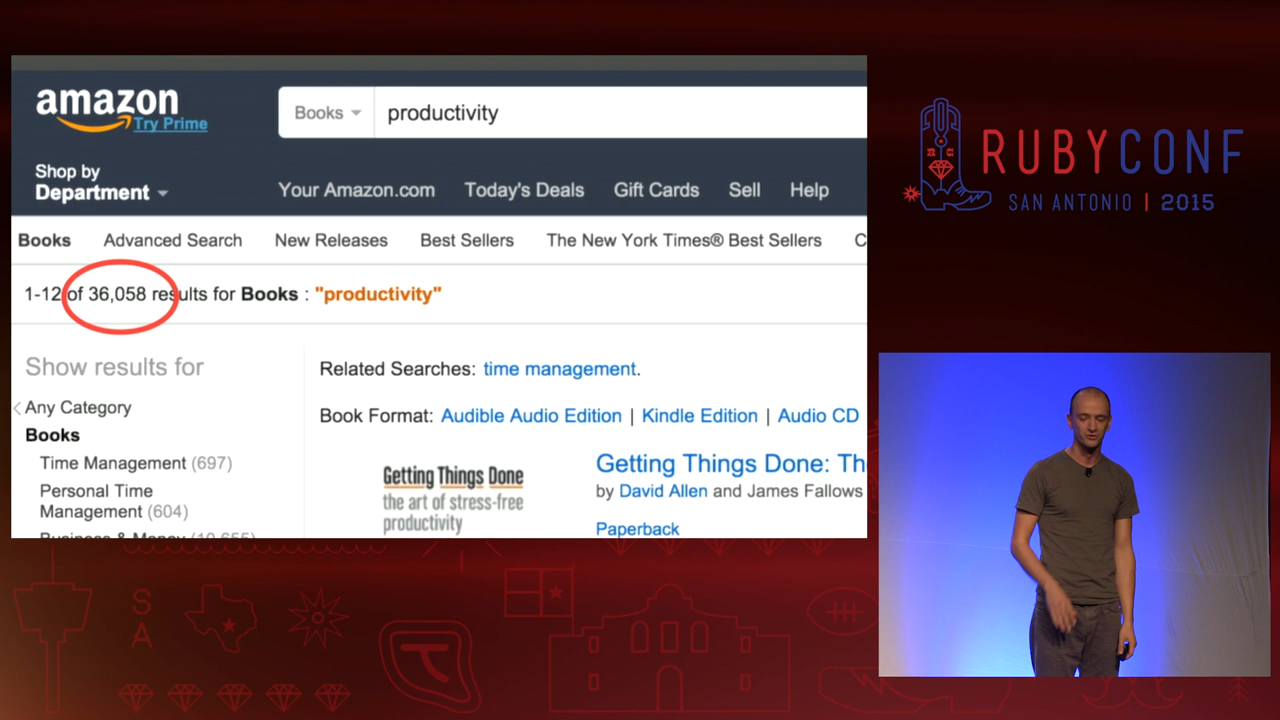 amazon
Try Prime
Books
productivity
Shop by
Department
Your Amazon.com
Today's Deals
Gift Cards
Sell
Help
Books
Advanced Search
New Releases
Best Sellers
The New York Times® Best Sellers
C
1-12 of 36,058 results for Books : "productivity"
Show results for
Any Category
Books
Time Management (697)
Personal Time
Management (604)
Business & Money (10,655)
Related Searches: time management.
Book Format: Audible Audio Edition | Kindle Edition | Audio CD
Getting Things Done
the art of stress-free
productivity
Getting Things Done: Th
by David Allen and James Fallows
Paperback
RUBYCONF
SAN ANTONIO | 2015
S
A